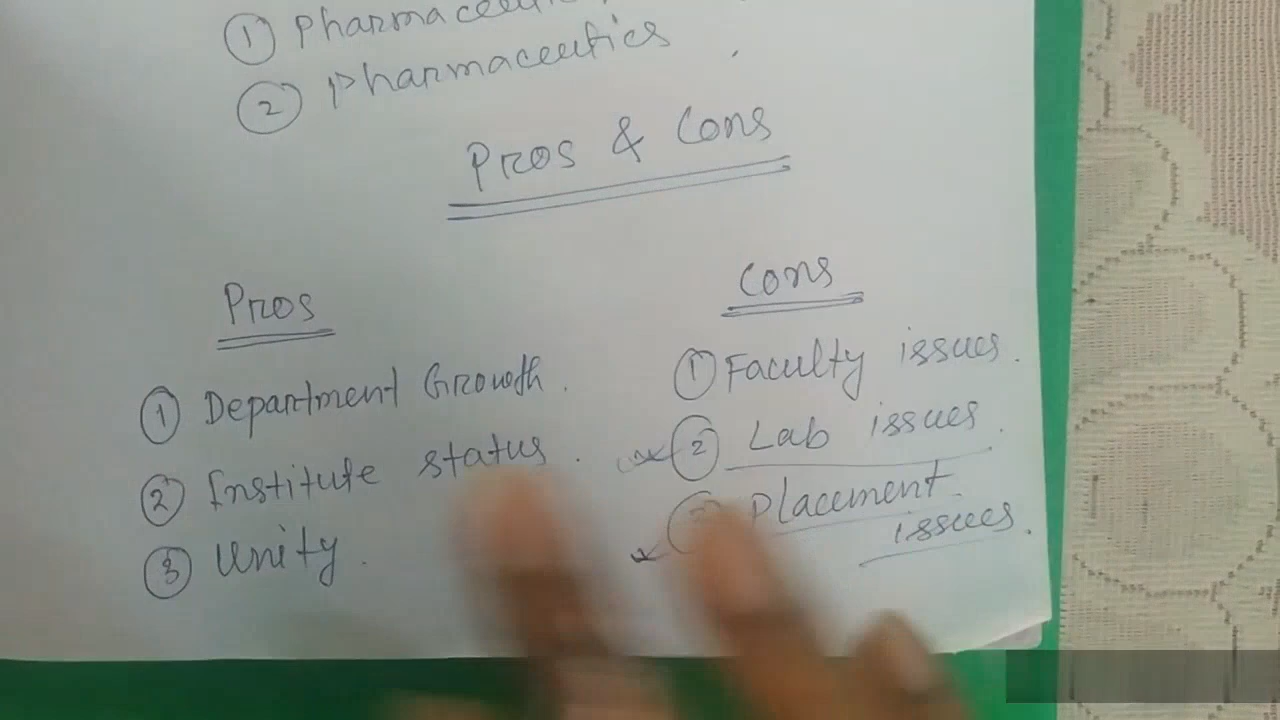 ①
② Pharmaceutics
Pros & Cons
Pros
① Department Growth.
② Institute status.
③ Unity.
Cons
① Faculty issues.
② Lab issues.
③ Placement
issues.